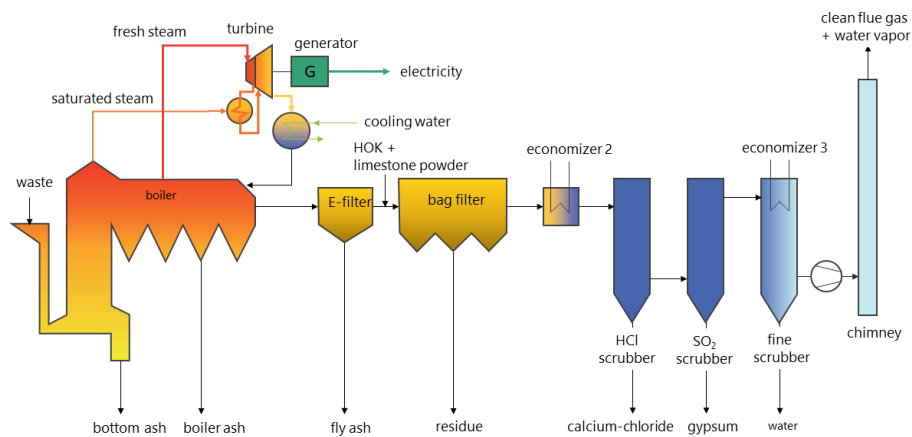 clean flue gas
+ water vapor
fresh steam
turbine
generator
G
electricity
saturated steam
cooling water
HOK +
limestone powder
economizer 2
economizer 3
waste
boiler
E-filter
bag filter
chimney
HCl
scrubber
SO₂
scrubber
fine
scrubber
bottom ash
boiler ash
fly ash
residue
calcium-chloride
gypsum
water